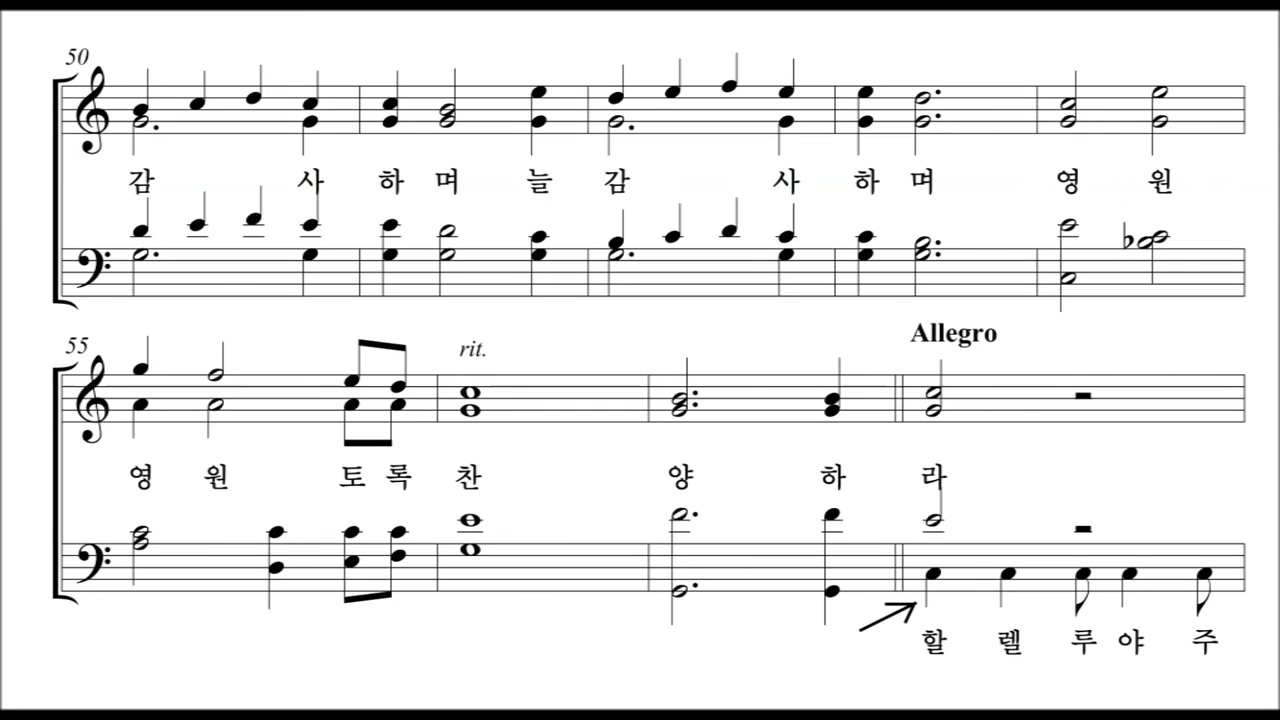 50
감 사 하 며 늘 감 사 하 며 영 원
Allegro
55
rit.
영 원 토 록 찬 양 하 라
할 렐 루 야 주